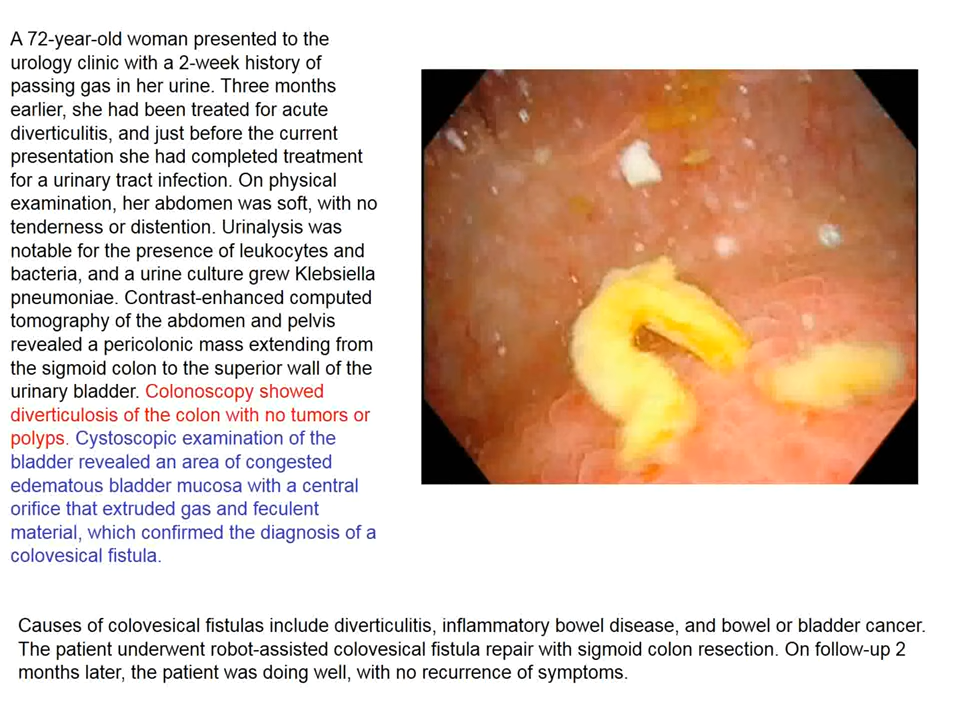 A 72-year-old woman presented to the
urology clinic with a 2-week history of
passing gas in her urine. Three months
earlier, she had been treated for acute
diverticulitis, and just before the current
presentation she had completed treatment
for a urinary tract infection. On physical
examination, her abdomen was soft, with no
tenderness or distention. Urinalysis was
notable for the presence of leukocytes and
bacteria, and a urine culture grew Klebsiella
pneumoniae. Contrast-enhanced computed
tomography of the abdomen and pelvis
revealed a pericolonic mass extending from
the sigmoid colon to the superior wall of the
urinary bladder. Colonoscopy showed
diverticulosis of the colon with no tumors or
polyps. Cystoscopic examination of the
bladder revealed an area of congested
edematous bladder mucosa with a central
orifice that extruded gas and feculent
material, which confirmed the diagnosis of a
colovesical fistula.
Causes of colovesical fistulas include diverticulitis, inflammatory bowel disease, and bowel or bladder cancer.
The patient underwent robot-assisted colovesical fistula repair with sigmoid colon resection. On follow-up 2
months later, the patient was doing well, with no recurrence of symptoms.